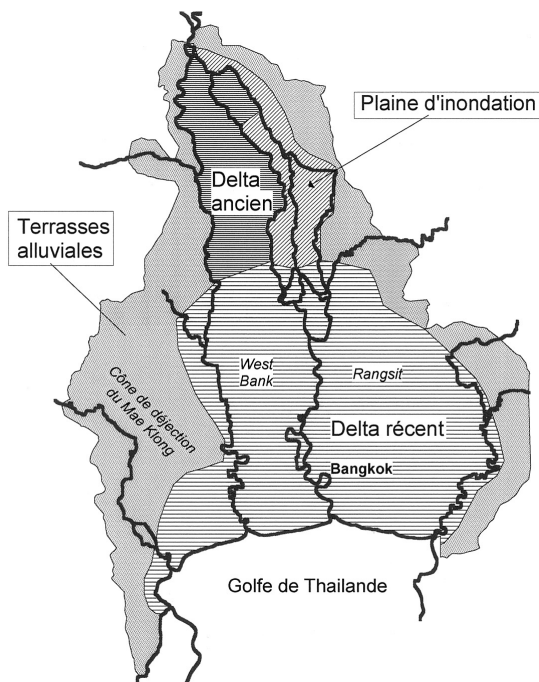 Plaine d'inondation
Delta
ancien
Terrasses
alluviales
West
Bank
Rangsit
Cône de déjection
du Mae Klong
Delta récent
Bangkok
Golfe de Thailande